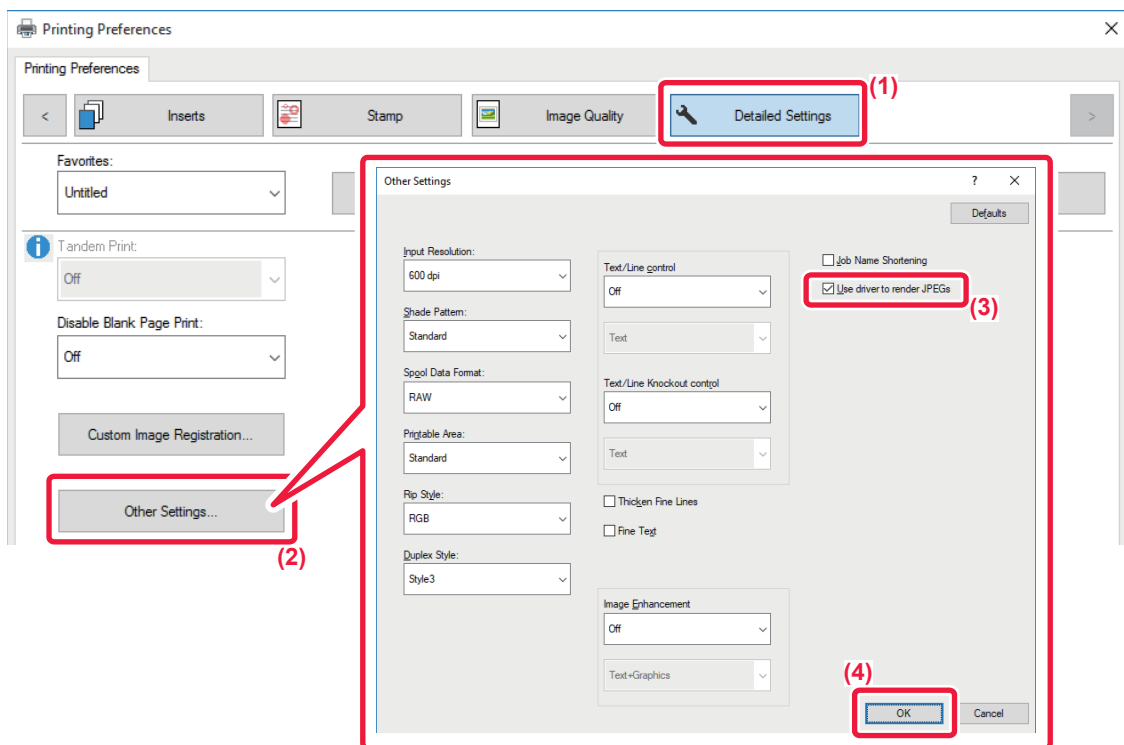 Printing Preferences
Printing Preferences
(1)
<
Inserts
Stamp
Image Quality
Detailed Settings
>
Favorites:
Untitled
Tandem Print:
Off
Disable Blank Page Print:
Off
Custom Image Registration...
Other Settings...
(2)
Other Settings
?
Defaults
Input Resolution:
600 dpi
Shade Pattern:
Standard
Spool Data Format:
RAW
Printable Area:
Standard
Rip Style:
RGB
Duplex Style:
Style3
Text/Line control
Off
Text
Text/Line Knockout control
Off
Text
Thicken Fine Lines
Fine Text
Image Enhancement
Off
Text+Graphics
Job Name Shortening
Use driver to render JPEGs
(3)
(4)
OK
Cancel